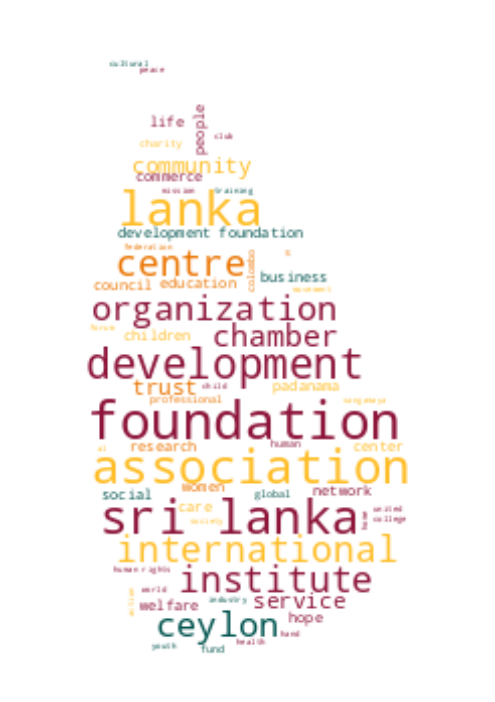 cultural
peace
life people club
charity
community
commerce
mission training
lanka
development foundation
federation
centre colombo
business
council education movement
organization
forum children chamber
development
trust child padanama
professional sangamaya
foundation
human
research center
al
association
women
social global network
care
society
sri lanka home united
college
international
human rights
institute
action world
welfare industry service
hope
ceylon
hand
health
youth fund